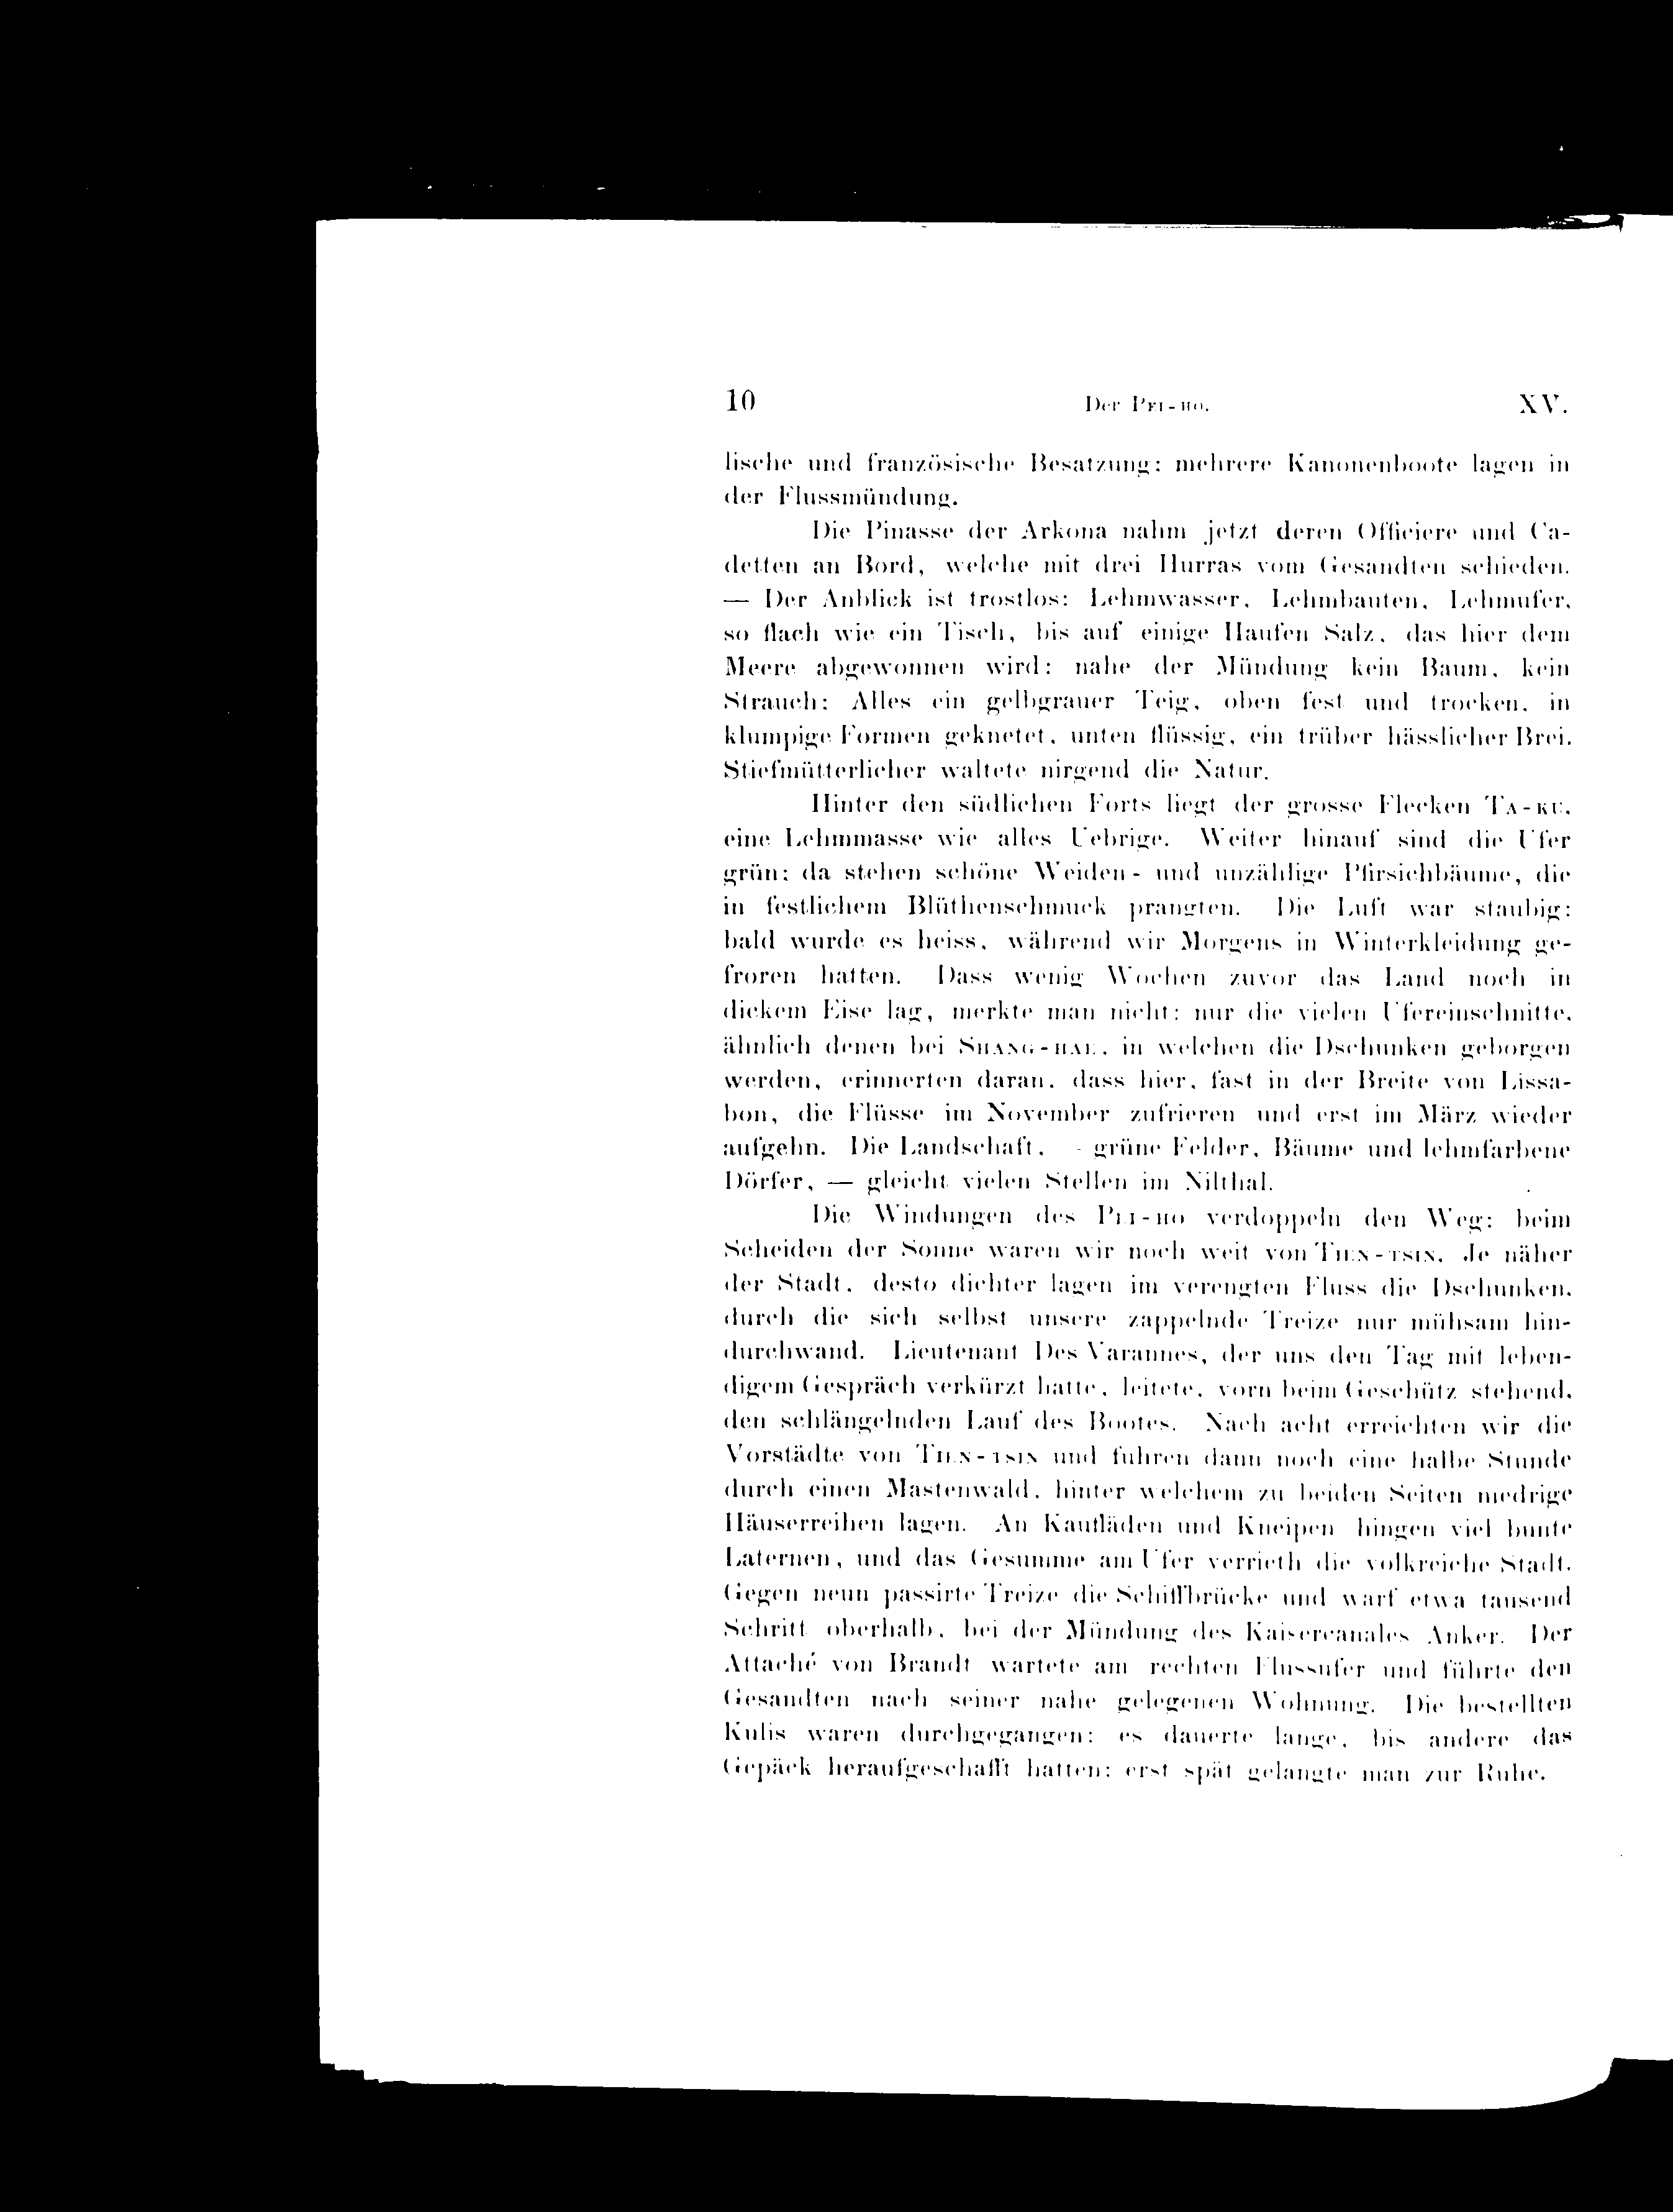 10 Der Pei-ho. XV.
lische und französische Besatzung; mehrere Kanonenboote lagen in
der Flussmündung.
Die Pinasse der Arkona nahm jetzt deren Officiere und Ca-
detten an Bord, welche mit drei Hurras vom Gesandten schieden.
— Der Anblick ist trostlos: Lehmwasser, Lehmbauten, Lehmufer,
so flach wie ein Tisch, bis auf einige Haufen Salz, das hier dem
Meere abgewonnen wird; nahe der Mündung kein Baum, kein
Strauch; Alles ein gelbgrauer Teig, oben fest und trocken, in
klumpige Formen geknetet, unten flüssig, ein trüber hässlicher Brei.
Stiefmütterlicher waltete nirgend die Natur.
Hinter den südlichen Forts liegt der grosse Flecken Ta-ku,
eine Lehmmasse wie alles Uebrige. Weiter hinauf sind die Ufer
grün; da stehen schöne Weiden- und unzählige Pfirsichbäume, die
in festlichem Blüthenschmuck prangten. Die Luft war staubig;
bald wurde es heiss, während wir Morgens in Winterkleidung ge-
froren hatten. Dass wenig Wochen zuvor das Land noch in
dickem Eise lag, merkte man nicht; nur die vielen Ufereinschnitte,
ähnlich denen bei Shang-hae, in welchen die Dschunken geborgen
werden, erinnerten daran, dass hier, fast in der Breite von Lissa-
bon, die Flüsse im November zufrieren und erst im März wieder
aufgehn. Die Landschaft, — grüne Felder, Bäume und lehmfarbene
Dörfer, — gleicht vielen Stellen im Nilthal.
Die Windungen des Pei-ho verdoppeln den Weg; beim
Scheiden der Sonne waren wir noch weit von Tien-tsin. Je näher
der Stadt, desto dichter lagen im verengten Fluss die Dschunken,
durch die sich selbst unsere zappelnde Treize nur mühsam hin-
durchwand. Lieutenant Des Varannes, der uns den Tag mit leben-
digem Gespräch verkürzt hatte, leitete, vorn beim Geschütz stehend,
den schlängelnden Lauf des Bootes. Nach acht erreichten wir die
Vorstädte von Tien-tsin und fuhren dann noch eine halbe Stunde
durch einen Mastenwald, hinter welchem zu beiden Seiten niedrige
Häuserreihen lagen. An Kaufläden und Kneipen hingen viel bunte
Laternen, und das Gesumme am Ufer verrieth die volkreiche Stadt.
Gegen neun passirte Treize die Schiffbrücke und warf etwa tausend
Schritt oberhalb, bei der Mündung des Kaisercanales Anker. Der
Attaché von Brandt wartete am rechten Flussufer und führte den
Gesandten nach seiner nahe gelegenen Wohnung. Die bestellten
Kulis waren durchgegangen; es dauerte lange, bis andere das
Gepäck heraufgeschafft hatten; erst spät gelangte man zur Ruhe.